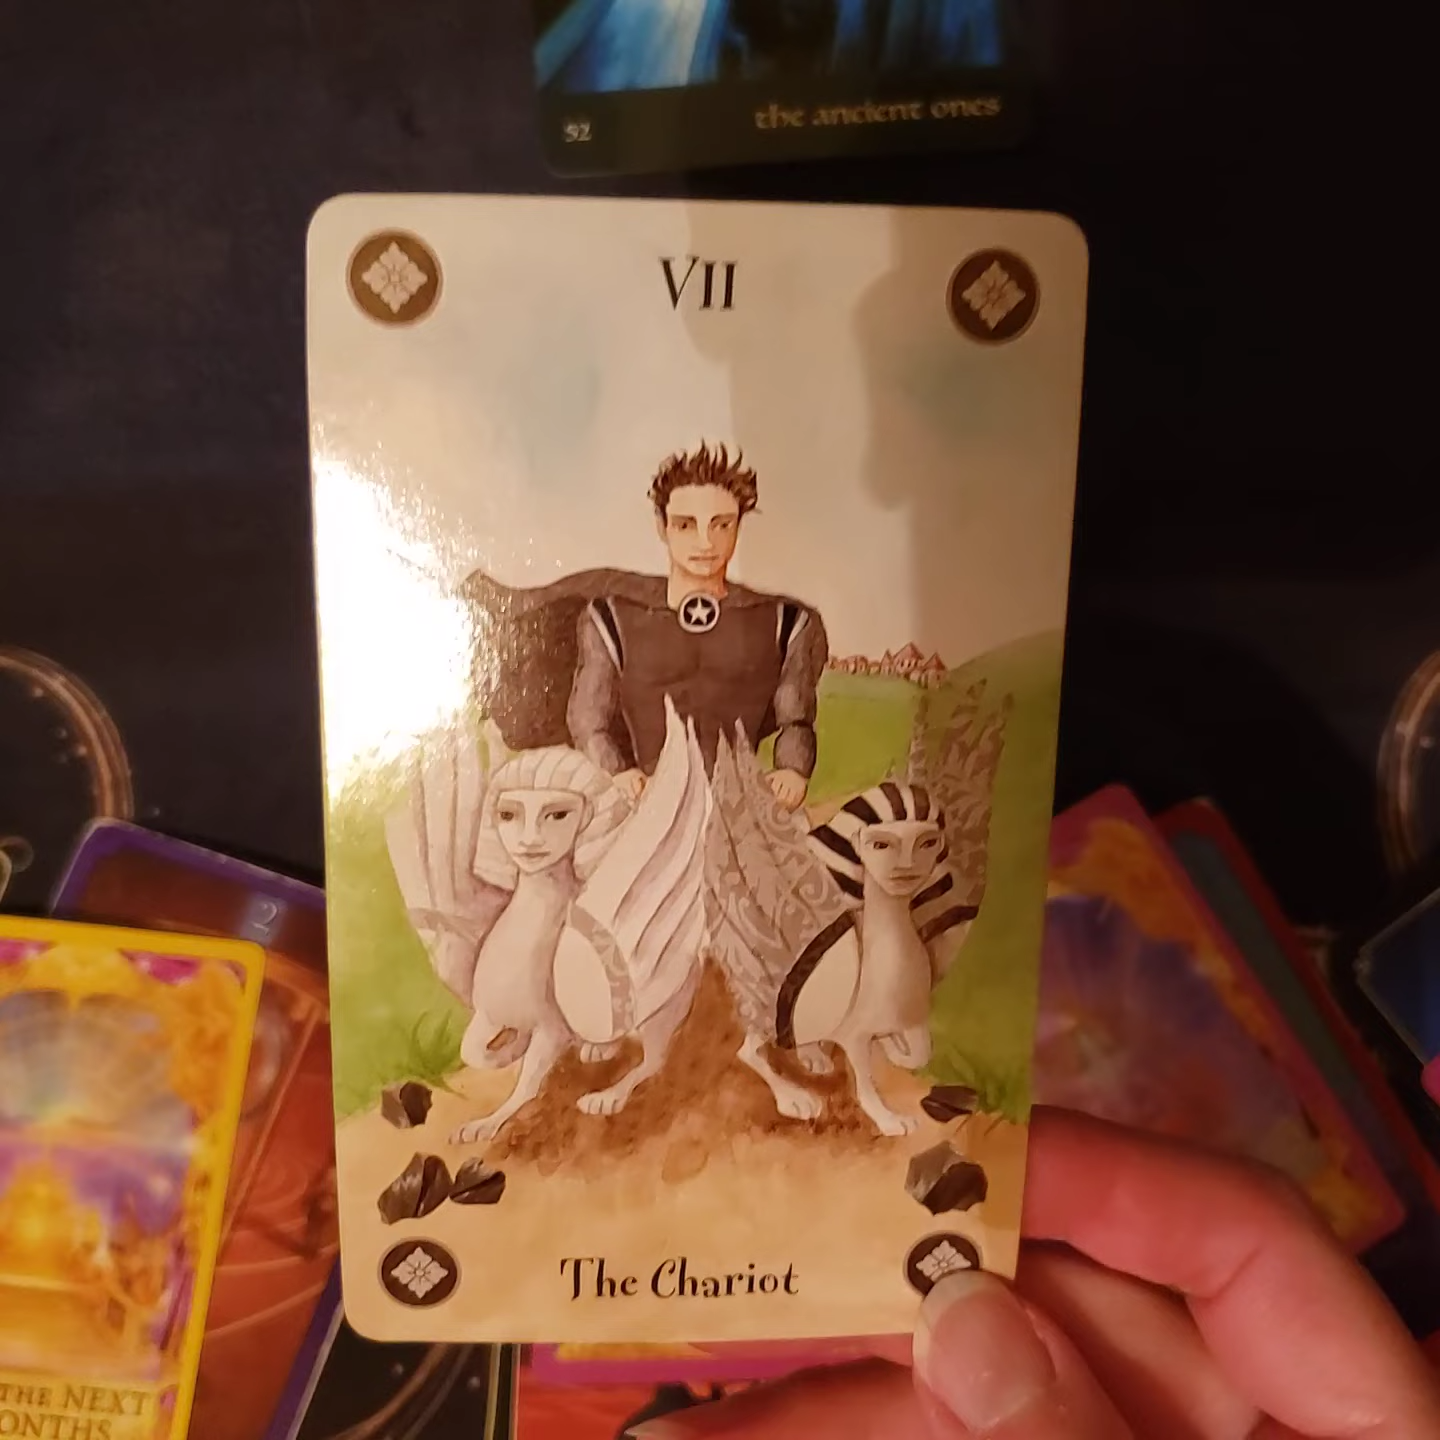 52
the ancient ones
VII
2
The Chariot
THE NEXT
ONTHS